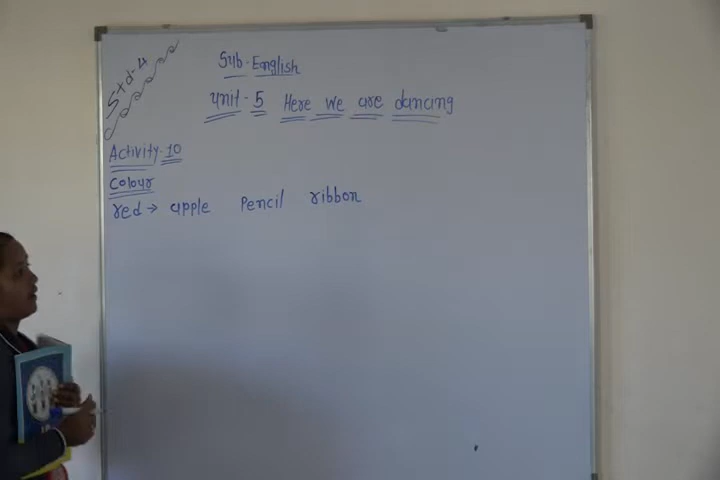 Std-4
Sub. English
Unit-5 Here we are dancing
Activity-10
Colour
red → apple pencil ribbon